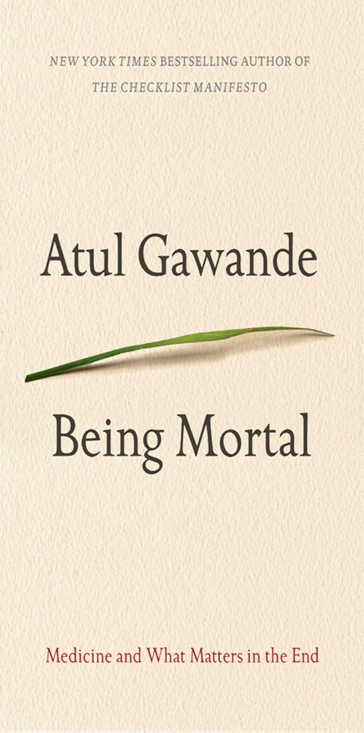 NEW YORK TIMES BESTSELLING AUTHOR OF
THE CHECKLIST MANIFESTO
Atul Gawande
Being Mortal
Medicine and What Matters in the End